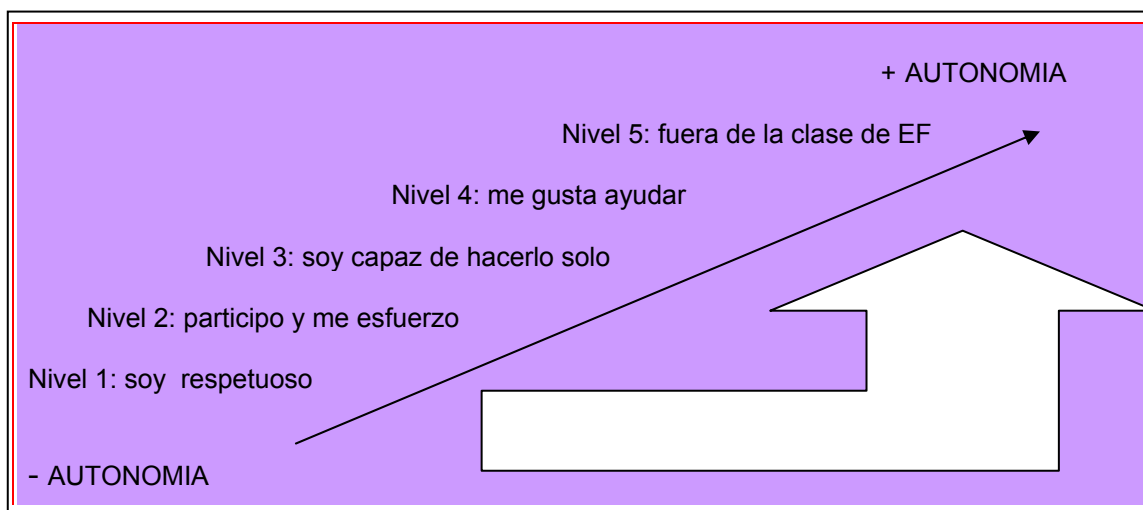 + AUTONOMIA
Nivel 5: fuera de la clase de EF
Nivel 4: me gusta ayudar
Nivel 3: soy capaz de hacerlo solo
Nivel 2: participo y me esfuerzo
Nivel 1: soy  respetuoso
- AUTONOMIA